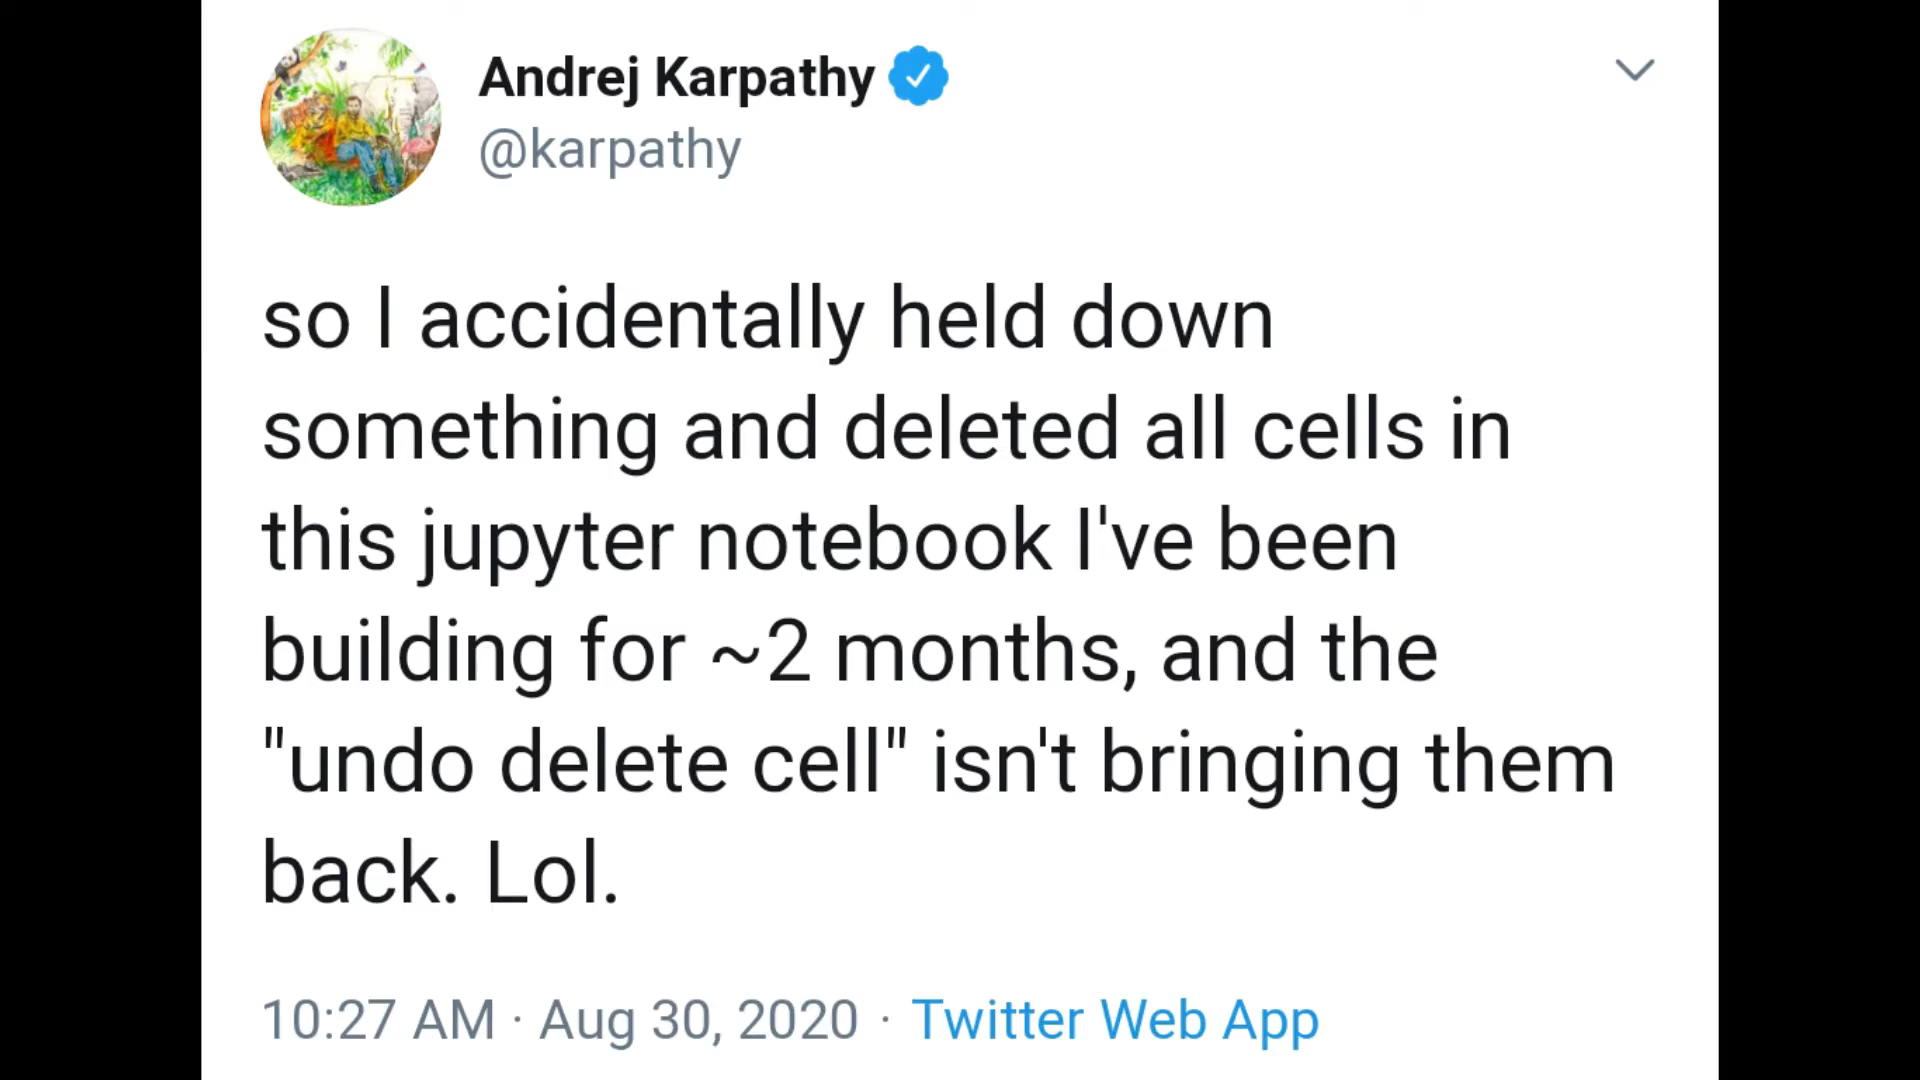 Andrej Karpathy
@karpathy
so I accidentally held down
something and deleted all cells in
this jupyter notebook I've been
building for ~2 months, and the
"undo delete cell" isn't bringing them
back. Lol.
10:27 AM · Aug 30, 2020 · Twitter Web App